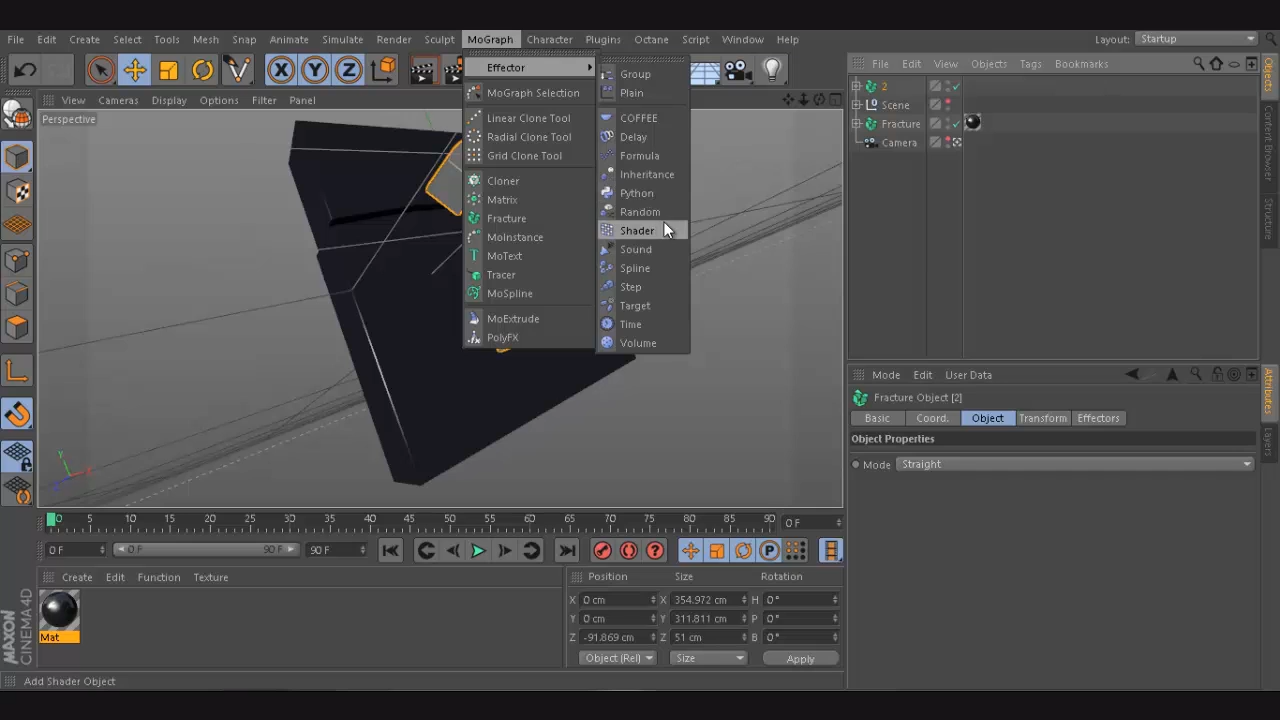 File Edit Create Select Tools Mesh Snap Animate Simulate Render Sculpt MoGraph Character Plugins Octane Script Window Help Layout: Startup
View Cameras Display Options Filter Panel
Perspective
Effector
MoGraph Selection
Linear Clone Tool
Radial Clone Tool
Grid Clone Tool
Cloner
Matrix
Fracture
MoInstance
MoText
Tracer
MoSpline
MoExtrude
PolyFX
Group
Plain
COFFEE
Delay
Formula
Inheritance
Python
Random
Shader
Sound
Spline
Step
Target
Time
Volume
File Edit View Objects Tags Bookmarks
2
Scene
Fracture
Camera
Objects
Content Browser
Structure
Mode Edit User Data
Fracture Object [2]
Basic Coord. Object Transform Effectors
Object Properties
Mode Straight
Attributes
Layers
X Y Z
0 5 10 15 20 25 30 35 40 45 50 55 60 65 70 75 80 85 90 0 F
0 F 0 F 90 F 90 F
Create Edit Function Texture
Mat
Position Size Rotation
X 0 cm X 354.972 cm H 0 °
Y 0 cm Y 311.811 cm P 0 °
Z -91.869 cm Z 51 cm B 0 °
Object (Rel) Size Apply
MAXON CINEMA4D
Add Shader Object